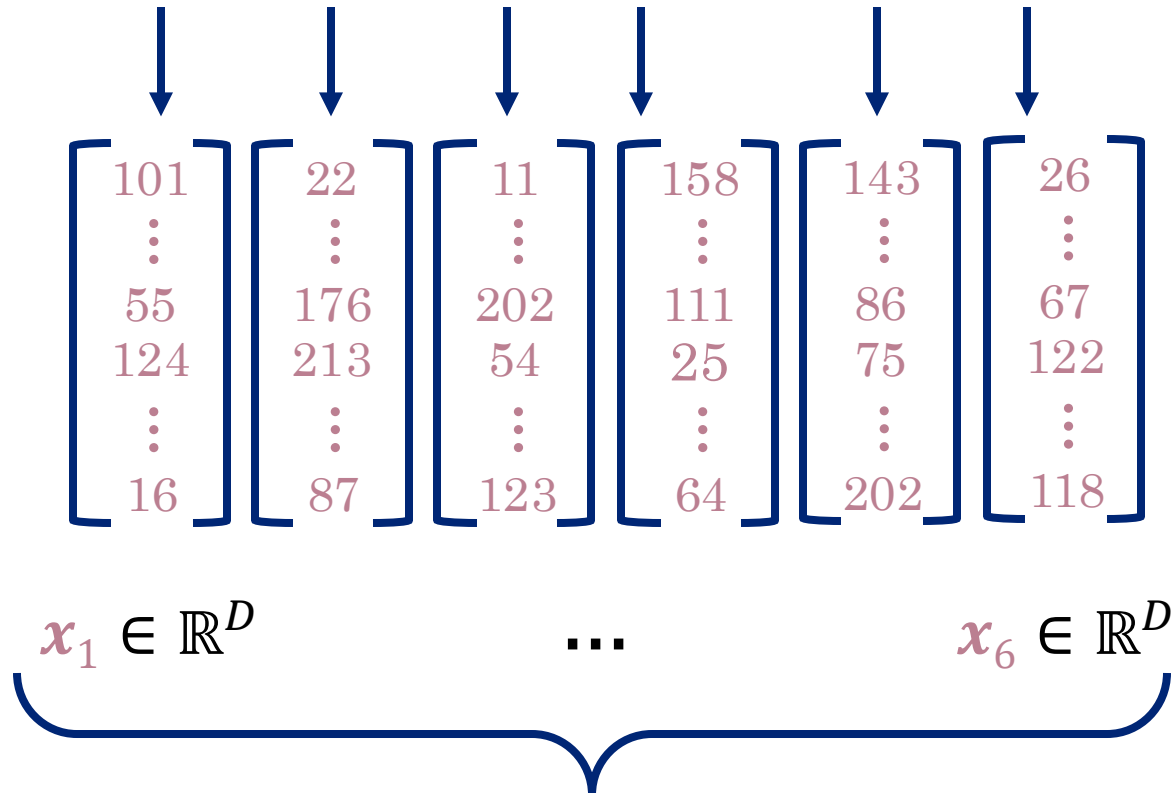 101 22 11 158 143 26
⋮ ⋮ ⋮ ⋮ ⋮ ⋮
55 176 202 111 86 67
124 213 54 25 75 122
⋮ ⋮ ⋮ ⋮ ⋮ ⋮
16 87 123 64 202 118
x₁ ∈ ℝᴰ ... x₆ ∈ ℝᴰ